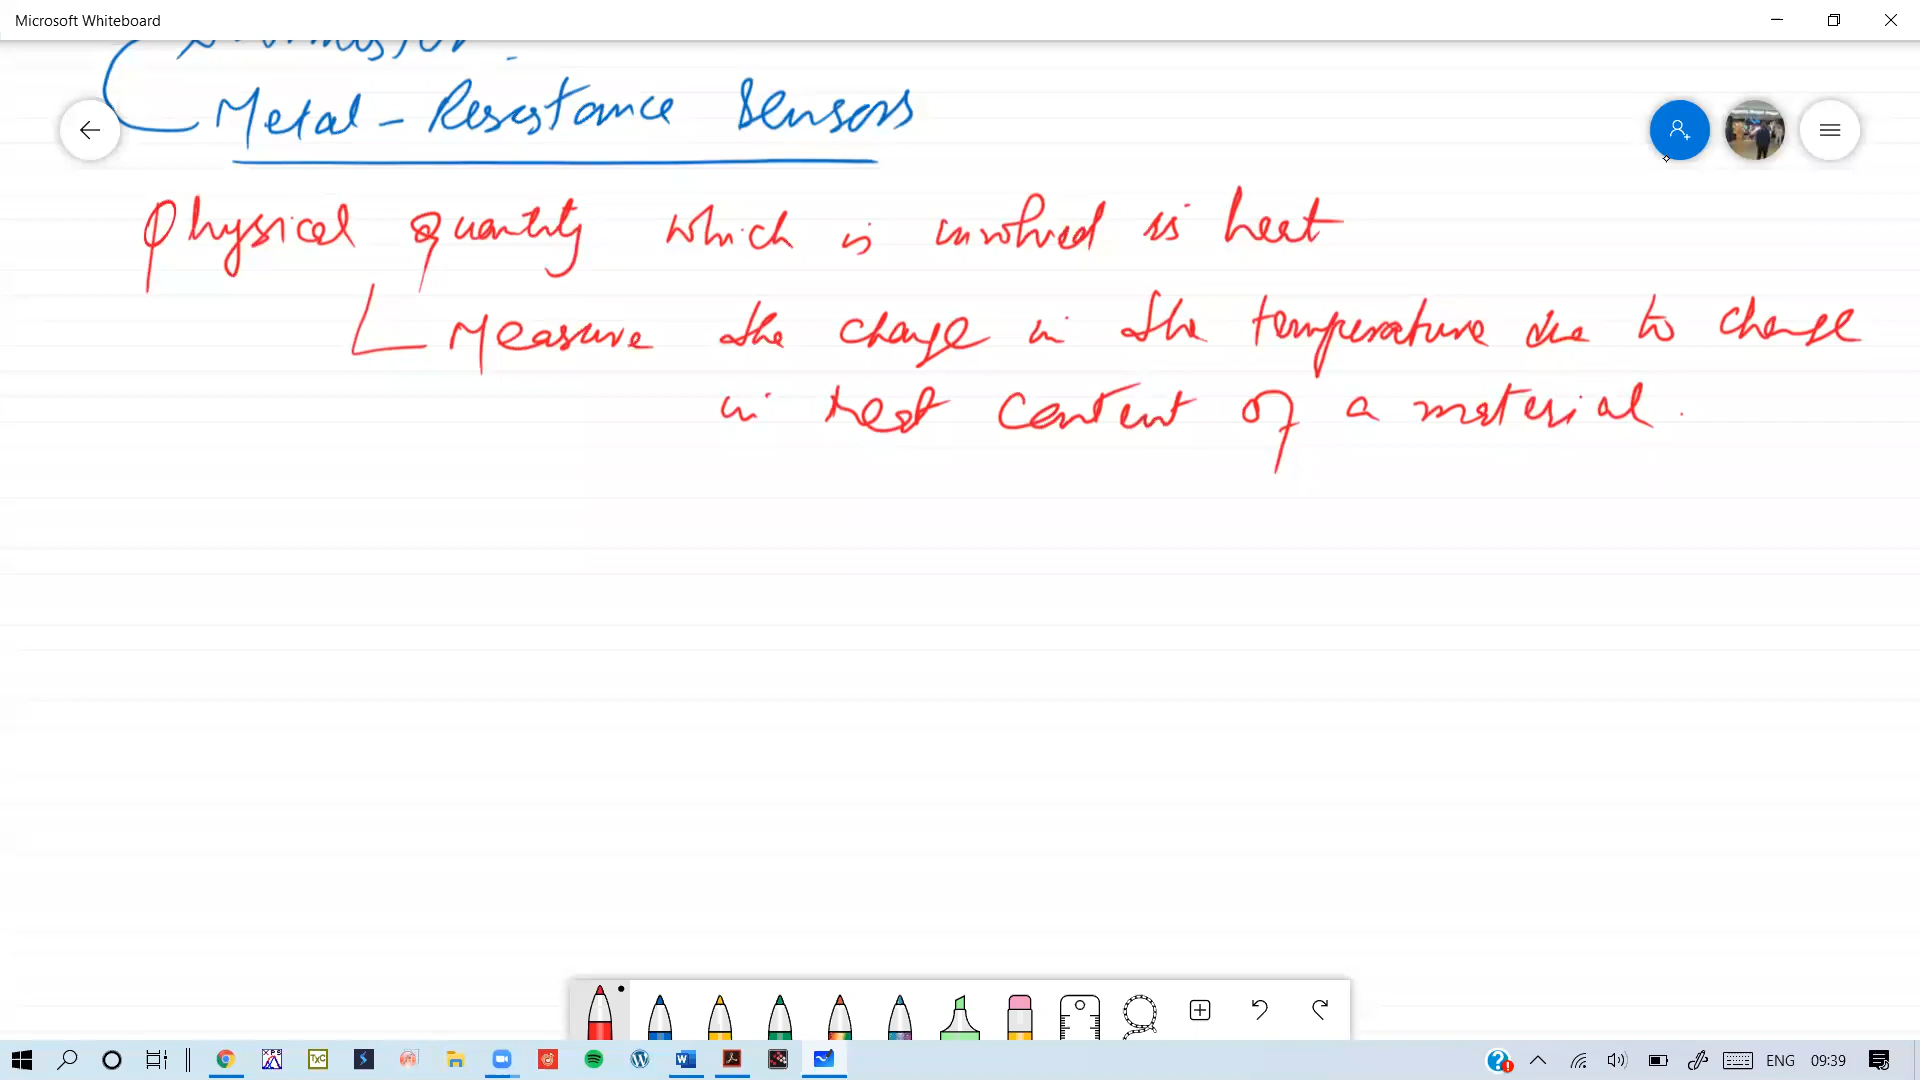 Microsoft Whiteboard
Metal-Resistance Sensors
Physical quantity which is involved is heat
Measure the change in the temperature due to change
in heat content of a material.
ENG
09:39